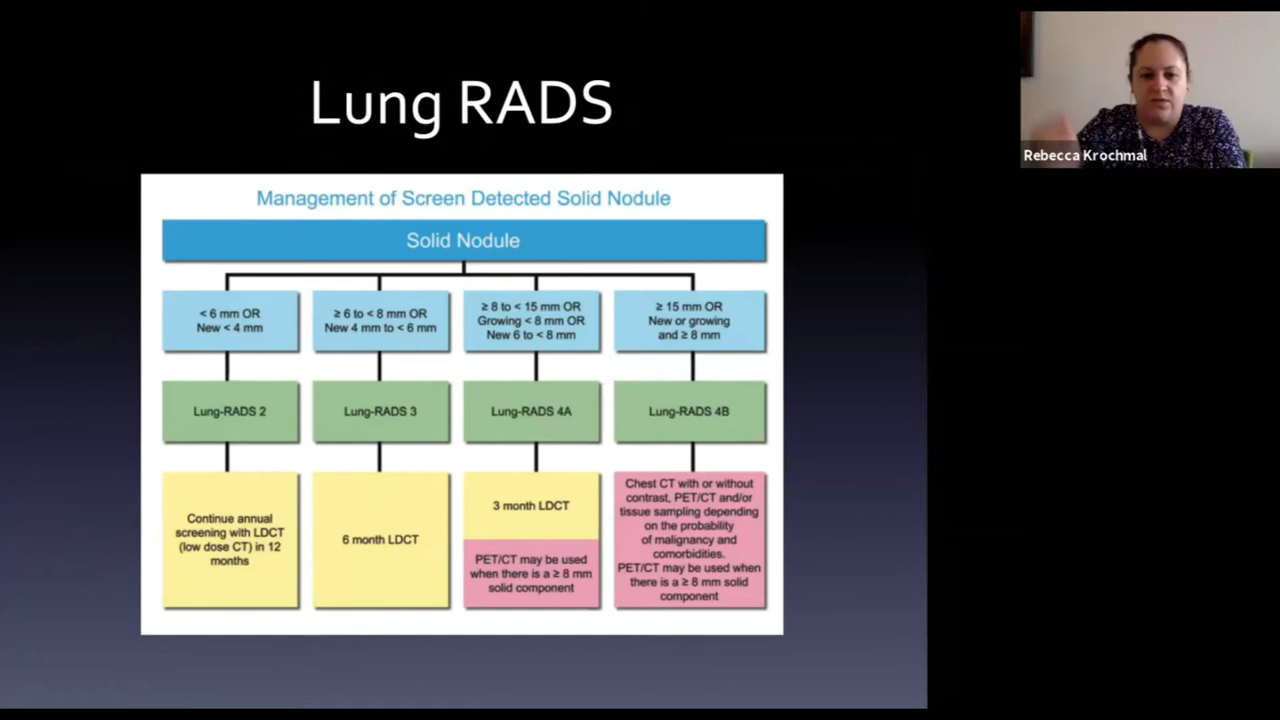 Lung RADS
Rebecca Krochmal
Management of Screen Detected Solid Nodule
Solid Nodule
< 6 mm OR
New < 4 mm
≥ 6 to < 8 mm OR
New 4 mm to < 6 mm
≥ 8 to < 15 mm OR
Growing < 8 mm OR
New 6 to < 8 mm
≥ 15 mm OR
New or growing
and ≥ 8 mm
Lung-RADS 2
Lung-RADS 3
Lung-RADS 4A
Lung-RADS 4B
Continue annual
screening with LDCT
(low dose CT) in 12
months
6 month LDCT
3 month LDCT
PET/CT may be used
when there is a ≥ 8 mm
solid component
Chest CT with or without
contrast, PET/CT and/or
tissue sampling depending
on the probability
of malignancy and
comorbidities.
PET/CT may be used when
there is a ≥ 8 mm solid
component